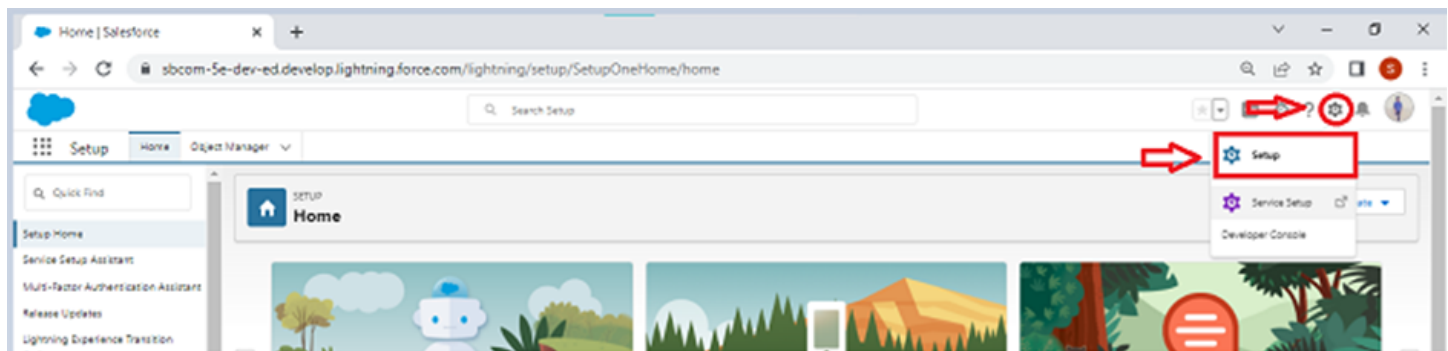 Home | Salesforce
sbcom-5e-dev-ed.develop.lightning.force.com/lightning/setup/SetupOneHome/home
S
Search Setup
?
Setup Home Object Manager
Setup
Quick Find
SETUP
Home
Service Setup
ate
Setup Home
Developer Console
Service Setup Assistant
Multi-Factor Authentication Assistant
Release Updates
Lightning Experience Transition